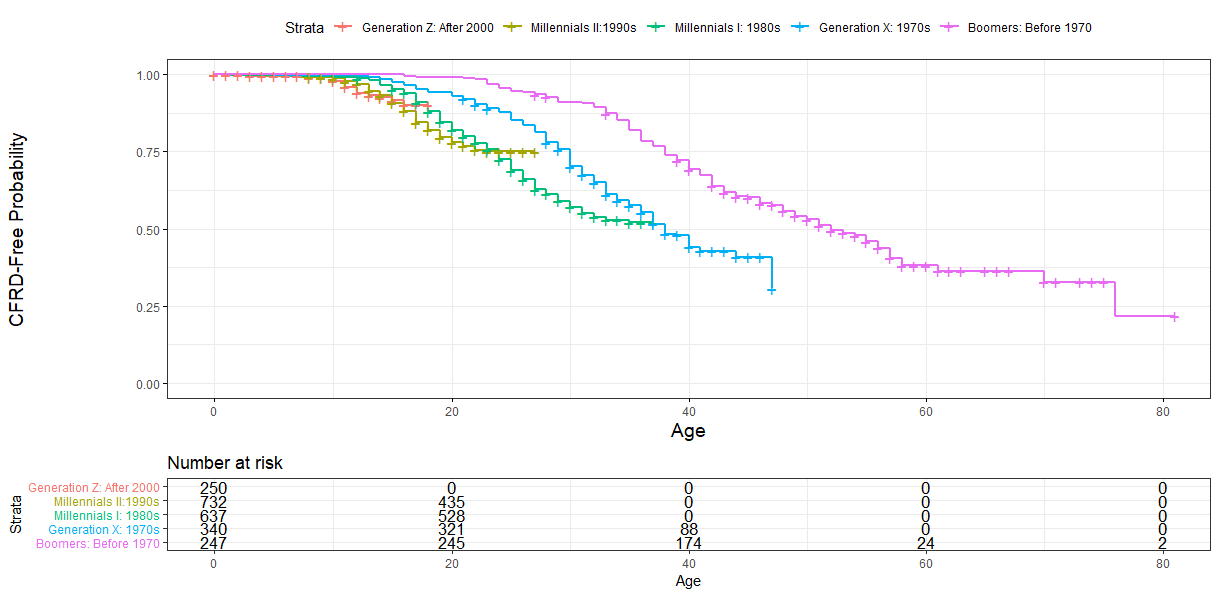 Strata Generation Z: After 2000 Millennials II:1990s Millennials I: 1980s Generation X: 1970s Boomers: Before 1970
CFRD-Free Probability
1.00
0.75
0.50
0.25
0.00
0 20 40 60 80
Age
Number at risk
Strata
Generation Z: After 2000 250 0 0 0 0
Millennials II:1990s 732 435 0 0 0
Millennials I: 1980s 637 528 0 0 0
Generation X: 1970s 340 321 88 0 0
Boomers: Before 1970 247 245 174 24 2
0 20 40 60 80
Age